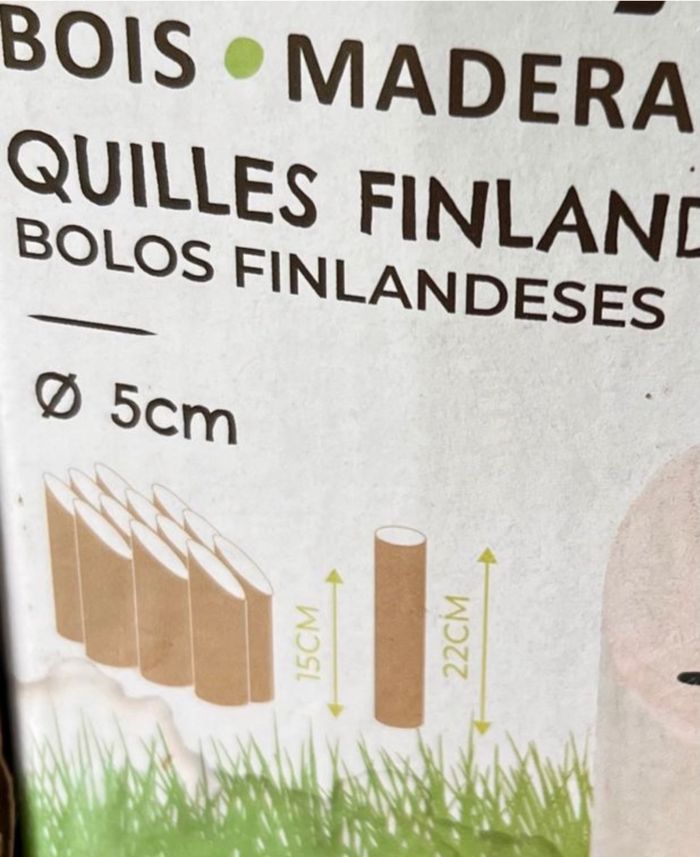 BOIS • MADERA
QUILLES FINLAND
BOLOS FINLANDESES
Ø 5cm
15CM
22CM